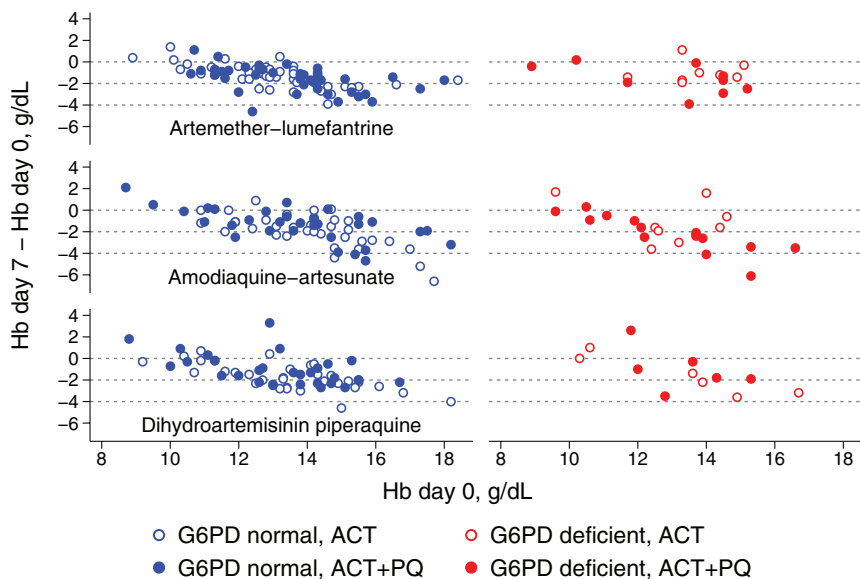 Hb day 7 − Hb day 0, g/dL
4
2
0
−2
−4
−6
Artemether−lumefantrine
4
2
0
−2
−4
−6
Amodiaquine−artesunate
4
2
0
−2
−4
−6
Dihydroartemisinin piperaquine
8 10 12 14 16 18 8 10 12 14 16 18
Hb day 0, g/dL
G6PD normal, ACT G6PD deficient, ACT
G6PD normal, ACT+PQ G6PD deficient, ACT+PQ